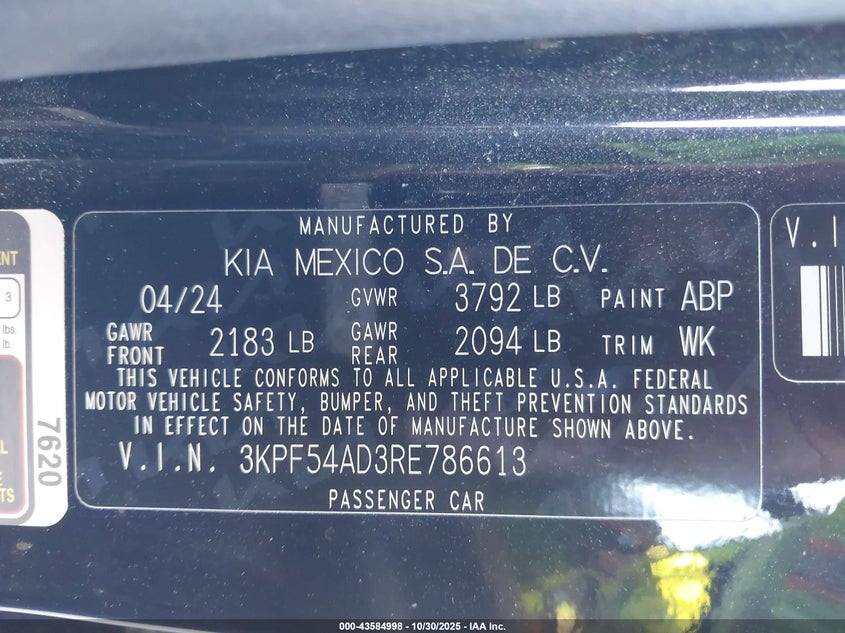 MANUFACTURED BY
KIA MEXICO S.A. DE C.V.
04/24 GVWR 3792 LB PAINT ABP
GAWR FRONT 2183 LB GAWR REAR 2094 LB TRIM WK
THIS VEHICLE CONFORMS TO ALL APPLICABLE U.S.A. FEDERAL
MOTOR VEHICLE SAFETY, BUMPER, AND THEFT PREVENTION STANDARDS
IN EFFECT ON THE DATE OF MANUFACTURE SHOWN ABOVE.
V.I.N. 3KPF54AD3RE786613
PASSENGER CAR
3
lbs.
lb.
7620
V.I
000-43584998 - 10/30/2025 - IAA Inc.